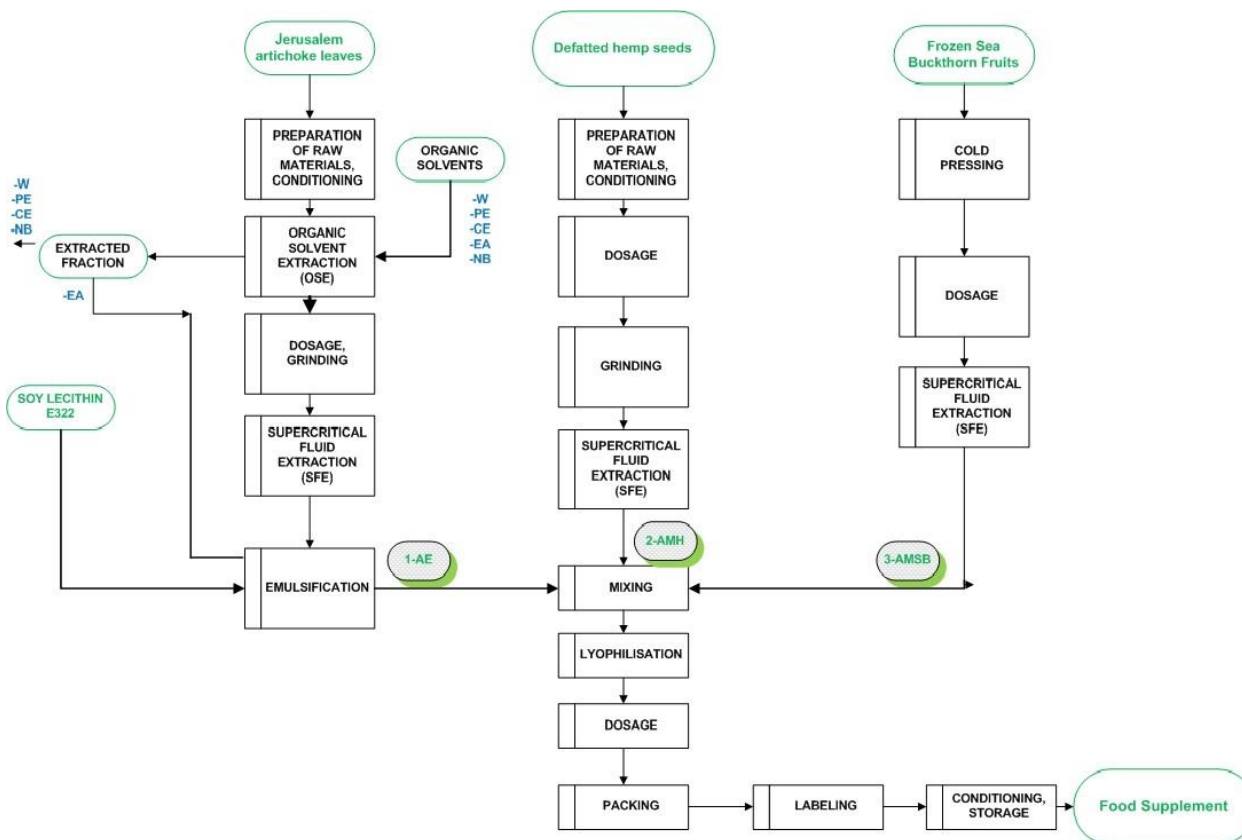 Jerusalem
artichoke leaves
Defatted hemp seeds
Frozen Sea
Buckthorn Fruits
PREPARATION
OF RAW
MATERIALS,
CONDITIONING
ORGANIC
SOLVENTS
PREPARATION
OF RAW
MATERIALS,
CONDITIONING
COLD
PRESSING
-W
-PE
-CE
-NB
-W
-PE
-CE
-EA
-NB
EXTRACTED
FRACTION
-EA
ORGANIC
SOLVENT
EXTRACTION
(OSE)
DOSAGE
DOSAGE
DOSAGE,
GRINDING
GRINDING
SOY LECITHIN
E322
SUPERCRITICAL
FLUID
EXTRACTION
(SFE)
SUPERCRITICAL
FLUID
EXTRACTION
(SFE)
SUPERCRITICAL
FLUID
EXTRACTION
(SFE)
1-AE
2-AMH
3-AMSB
EMULSIFICATION
MIXING
LYOPHILISATION
DOSAGE
PACKING
LABELING
CONDITIONING,
STORAGE
Food Supplement